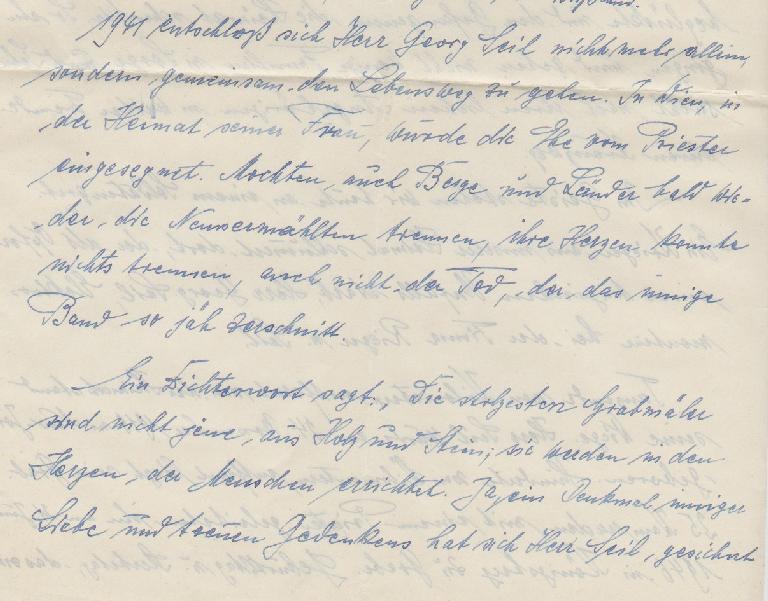 1941 entschloß sich Herr Georg Seil nicht mehr allein,
sondern gemeinsam den Lebensweg zu gehen. In Wien, in
der Heimat seiner Frau, wurde die Ehe vom Priester
eingesegnet. Mochten auch Berge und Länder bald wie-
der die Neuvermählten trennen, ihre Herzen konnte
nichts trennen, auch nicht der Tod, der das innige
Band so jäh zerschnitt.
Ein Dichterwort sagt: „Die stolzesten Grabmäler
sind nicht jene, aus Holz und Stein; sie werden in den
Herzen der Menschen errichtet. Ja, ein Denkmal inniger
Liebe und treuen Gedenkens hat sich Herr Seil, gesichert